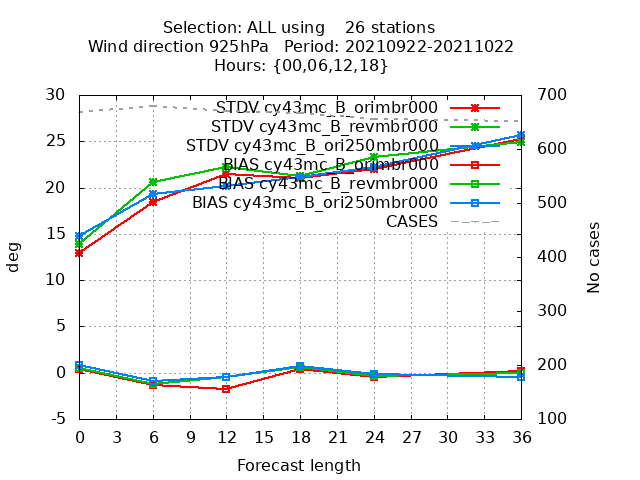 Selection: ALL using    26 stations
Wind direction 925hPa   Period: 20210922-20211022
Hours: {00,06,12,18}
30
25
20
15
10
5
0
-5
deg
700
600
500
400
300
200
100
No cases
STDV cy43mc_B_orimbr000
STDV cy43mc_B_revmbr000
STDV cy43mc_B_ori250mbr000
BIAS cy43mc_B_orimbr000
BIAS cy43mc_B_revmbr000
BIAS cy43mc_B_ori250mbr000
CASES
0 3 6 9 12 15 18 21 24 27 30 33 36
Forecast length